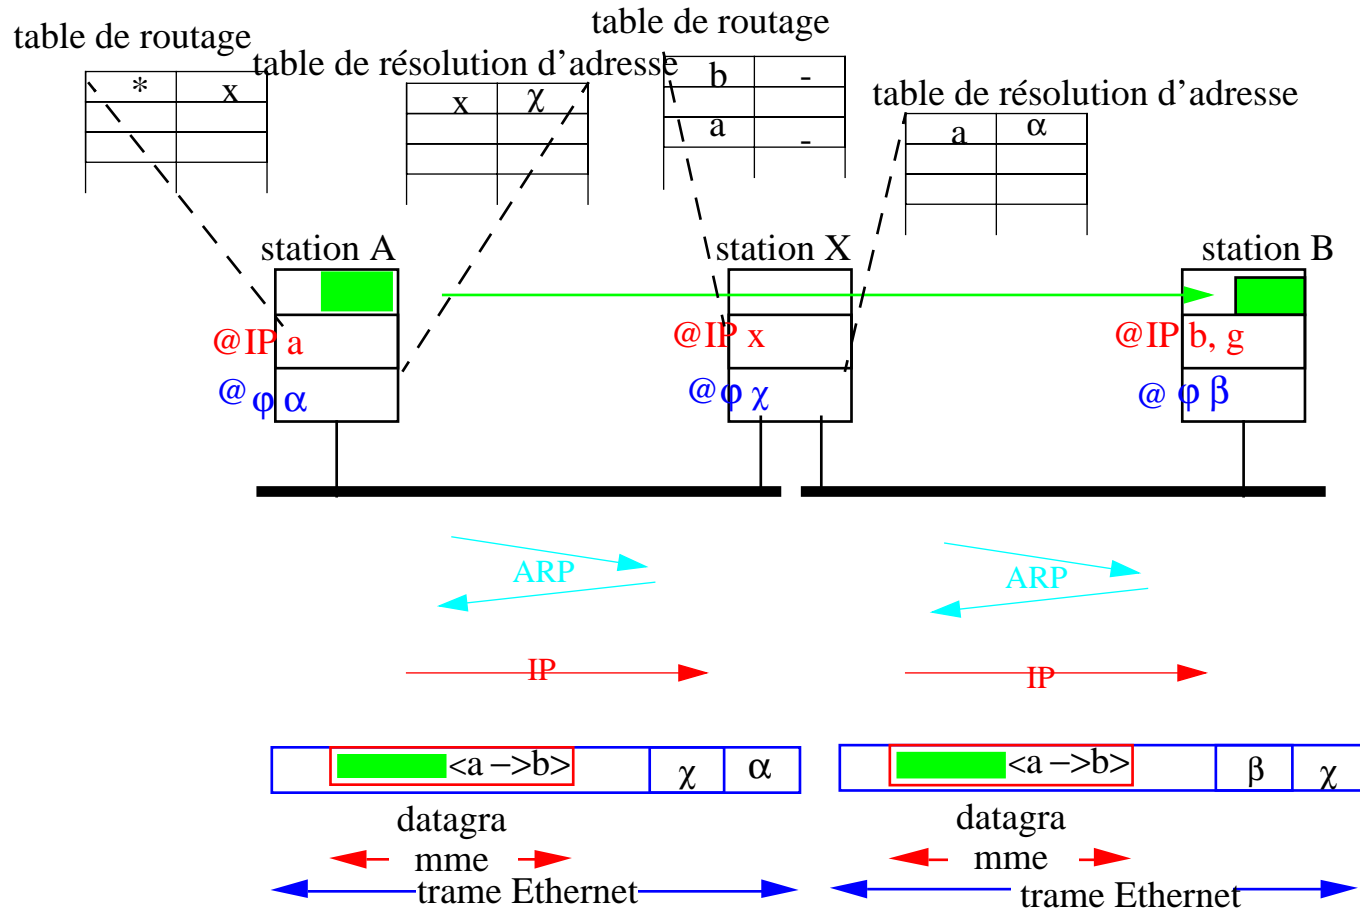 table de routage
table de routage
table de résolution d’adresse
table de résolution d’adresse
* x
x χ
b -
a -
a α
station A
station X
station B
@IP a
@IP x
@IP b, g
@φ α
@φ χ
@ φ β
ARP
ARP
IP
IP
<a –>b> χ α
<a –>b> β χ
datagra
mme
datagra
mme
trame Ethernet
trame Ethernet